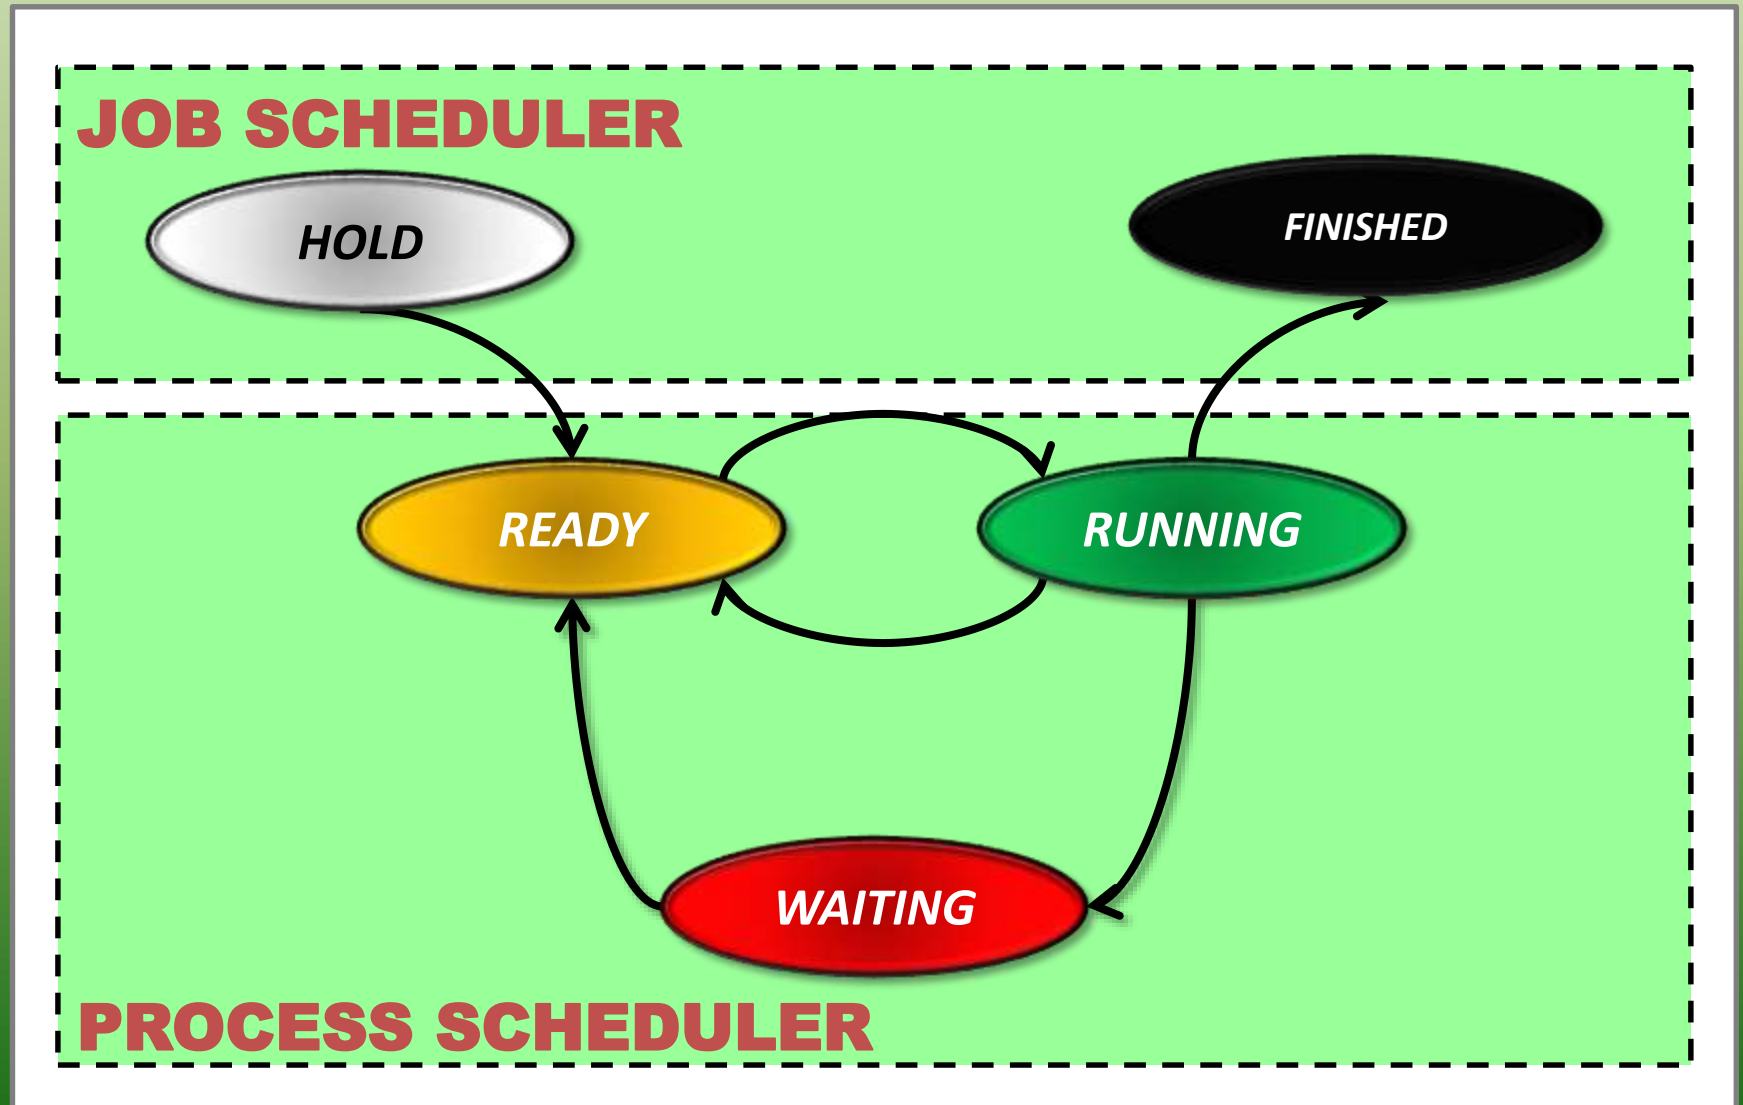 JOB SCHEDULER
HOLD
FINISHED
READY
RUNNING
WAITING
PROCESS SCHEDULER